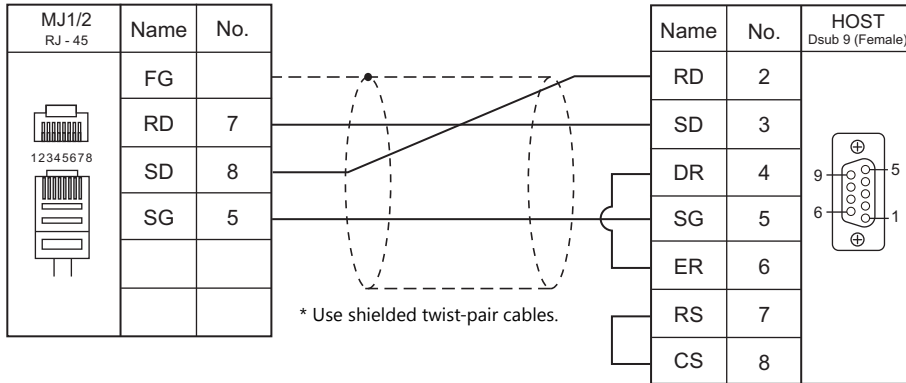 MJ1/2
RJ - 45
Name No.
FG
RD 7
SD 8
SG 5
12345678
* Use shielded twist-pair cables.
Name No.
HOST
Dsub 9 (Female)
RD 2
SD 3
DR 4
SG 5
ER 6
RS 7
CS 8
9 5
6 1